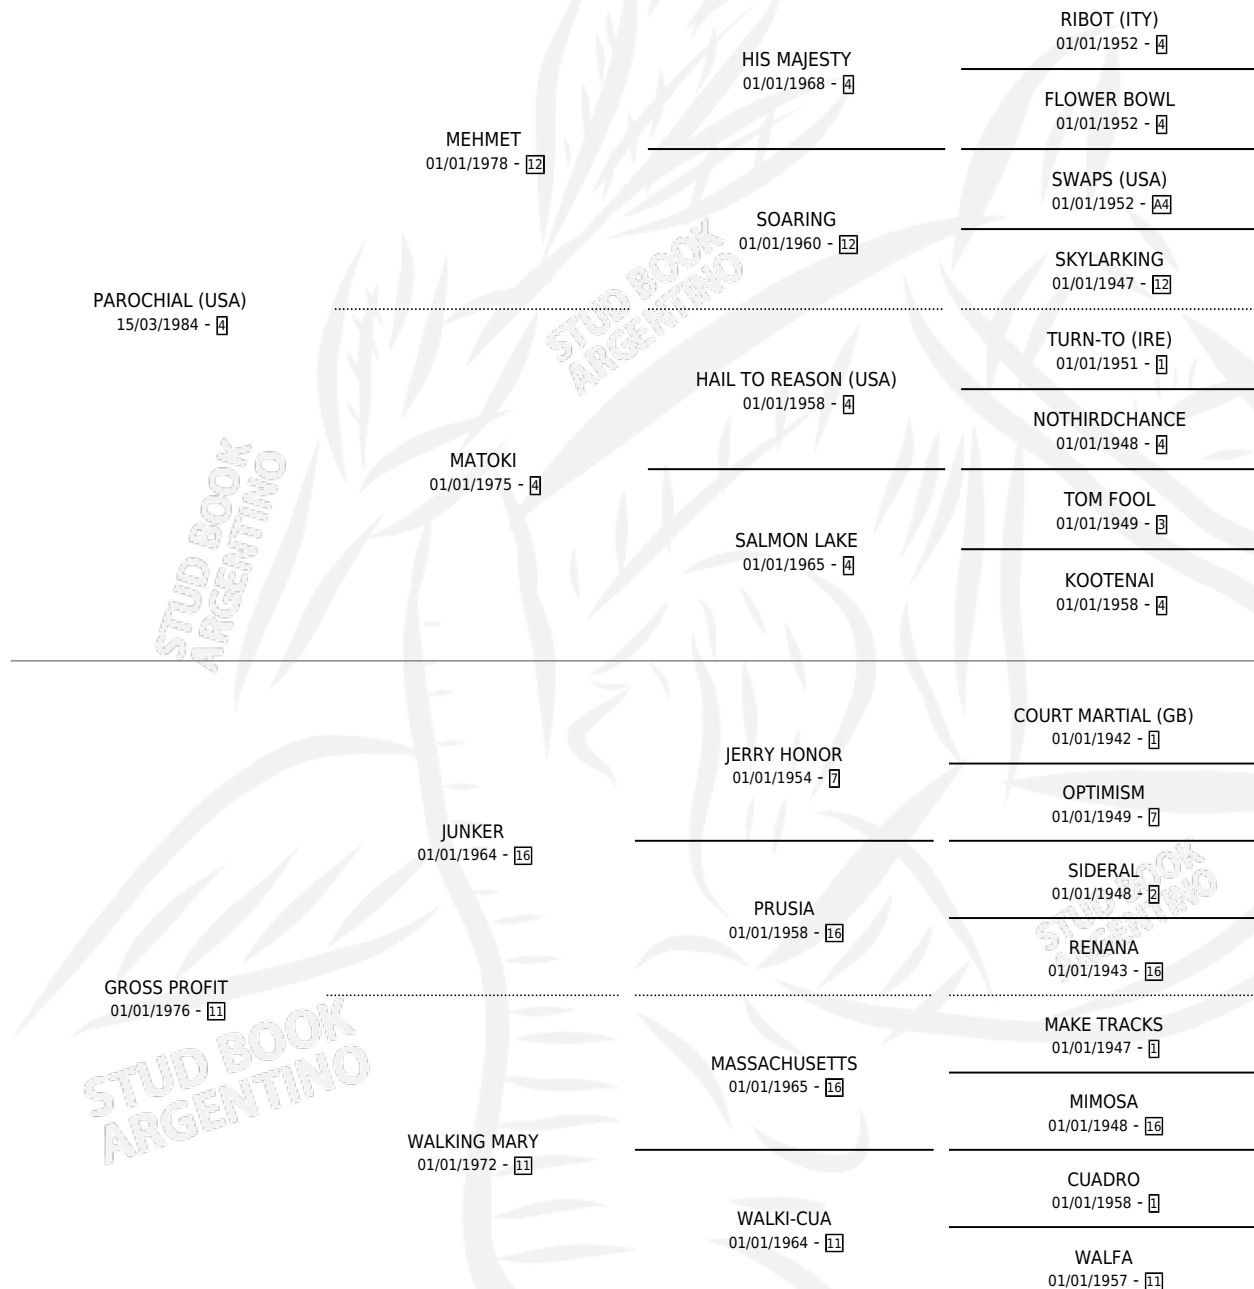 RIBOT (ITY)
01/01/1952 - 4
HIS MAJESTY
01/01/1968 - 4
FLOWER BOWL
01/01/1952 - 4
MEHMET
01/01/1978 - 12
SWAPS (USA)
01/01/1952 - A4
SOARING
01/01/1960 - 12
SKYLARKING
01/01/1947 - 12
PAROCHIAL (USA)
15/03/1984 - 4
TURN-TO (IRE)
01/01/1951 - 1
HAIL TO REASON (USA)
01/01/1958 - 4
NOTHIRDCHANCE
01/01/1948 - 4
MATOKI
01/01/1975 - 4
TOM FOOL
01/01/1949 - 3
SALMON LAKE
01/01/1965 - 4
KOOTENAI
01/01/1958 - 4
COURT MARTIAL (GB)
01/01/1942 - 1
JERRY HONOR
01/01/1954 - 7
OPTIMISM
01/01/1949 - 7
JUNKER
01/01/1964 - 16
SIDERAL
01/01/1948 - 2
PRUSIA
01/01/1958 - 16
RENANA
01/01/1943 - 16
GROSS PROFIT
01/01/1976 - 11
MAKE TRACKS
01/01/1947 - 1
MASSACHUSETTS
01/01/1965 - 16
MIMOSA
01/01/1948 - 16
WALKING MARY
01/01/1972 - 11
CUADRO
01/01/1958 - 1
WALKI-CUA
01/01/1964 - 11
WALFA
01/01/1957 - 11
STUD BOOK
ARGENTINO
STUD BOOK
ARGENTINO
STUD BOOK
ARGENTINO
STUD BOOK
ARGENTINO